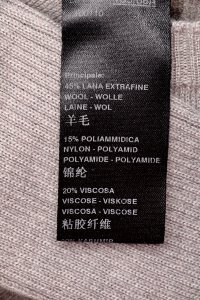 Principale:
45% LANA EXTRAFINE
WOOL - WOLLE
LAINE - WOL
羊毛
15% POLIAMMIDICA
NYLON - POLYAMID
POLYAMIDE - POLYAMIDE
锦纶
20% VISCOSA
VISCOSE - VISKOSE
VISCOSA - VISCOSE
粘胶纤维